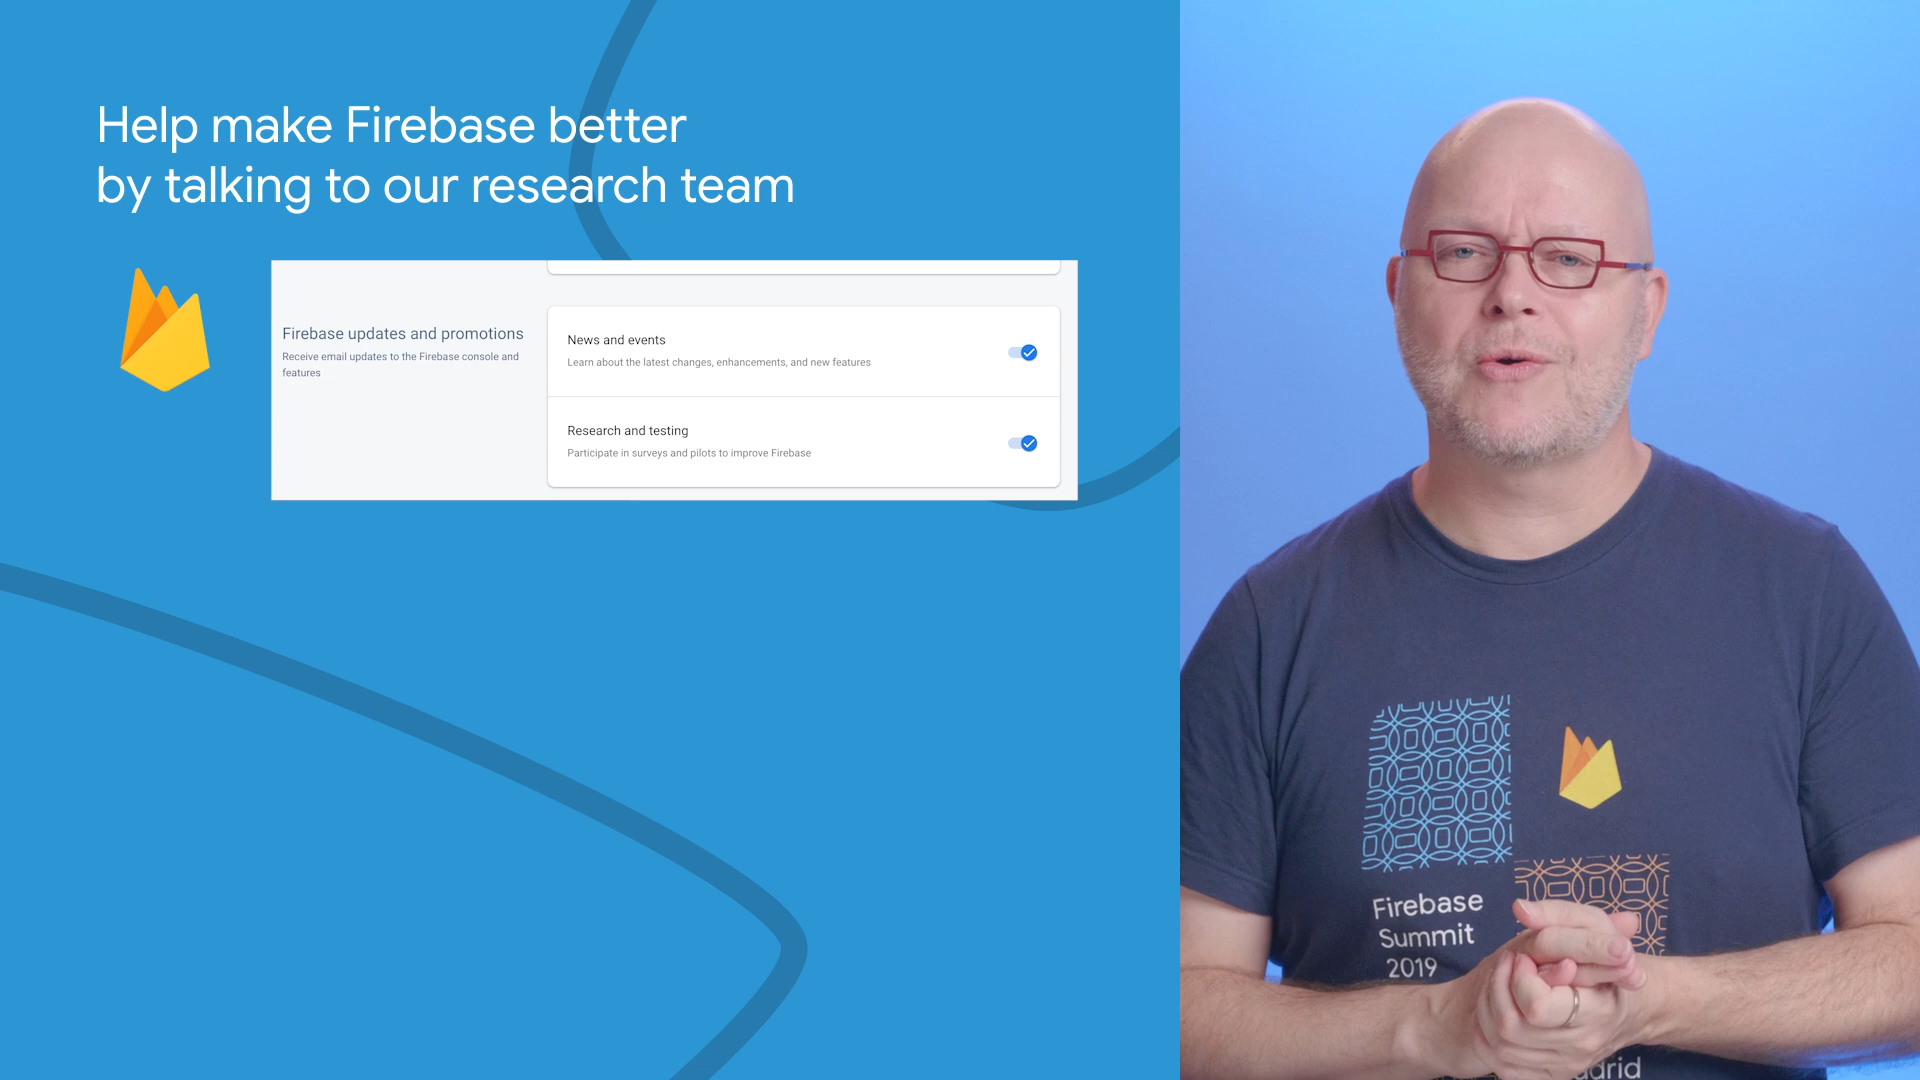 Help make Firebase better
by talking to our research team
Firebase updates and promotions
Receive email updates to the Firebase console and
features
News and events
Learn about the latest changes, enhancements, and new features
Research and testing
Participate in surveys and pilots to improve Firebase
Firebase
Summit
2019